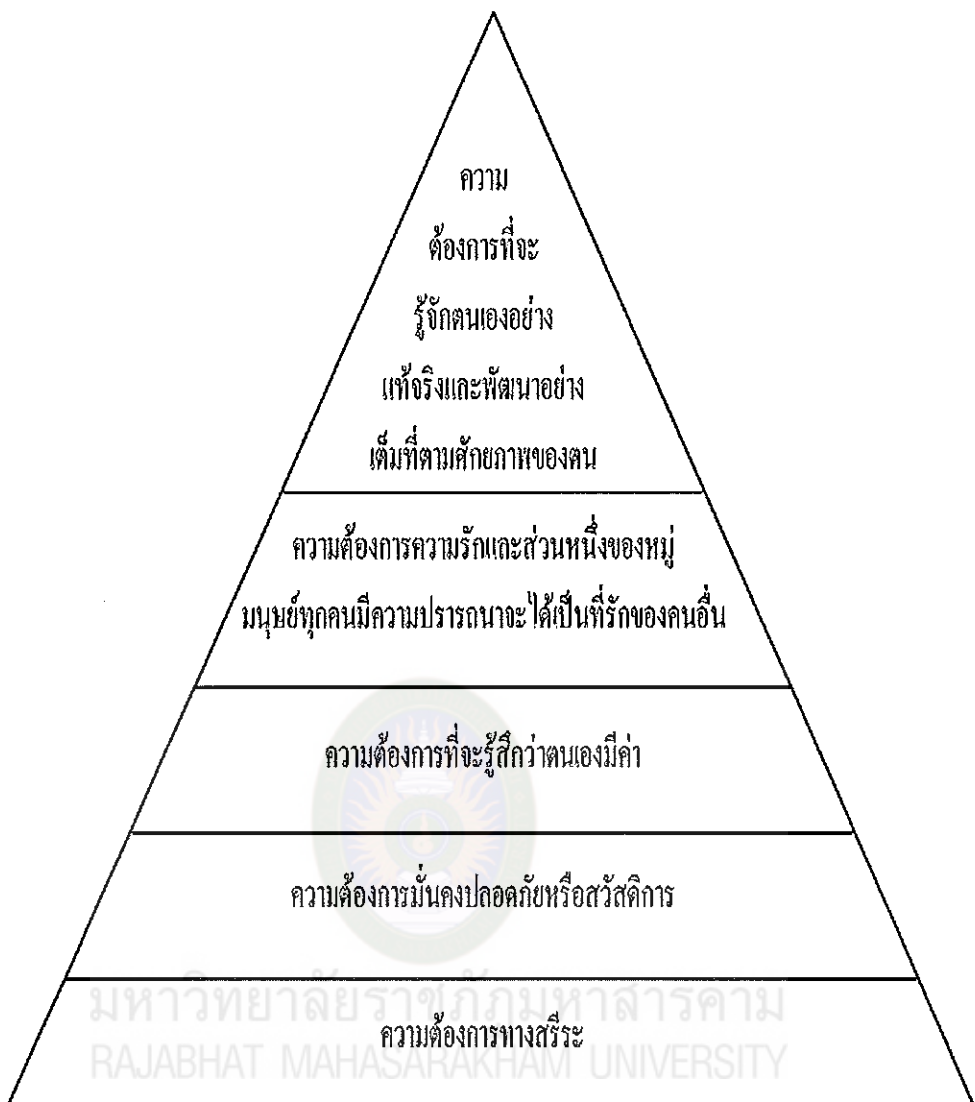 ความ
ต้องการที่จะ
รู้จักตนเองอย่าง
แท้จริงและพัฒนาอย่าง
เต็มที่ตามศักยภาพของตน
ความต้องการความรักและส่วนหนึ่งของหมู่
มนุษย์ทุกคนมีความปรารถนาจะได้เป็นที่รักของคนอื่น
ความต้องการที่จะรู้สึกว่าตนเองมีค่า
ความต้องการมั่นคงปลอดภัยหรือสวัสดิการ
มหาวิทยาลัยราชภัฏมหาสารคาม
ความต้องการทางสรีระ
RAJABHAT MAHASARAKHAM UNIVERSITY